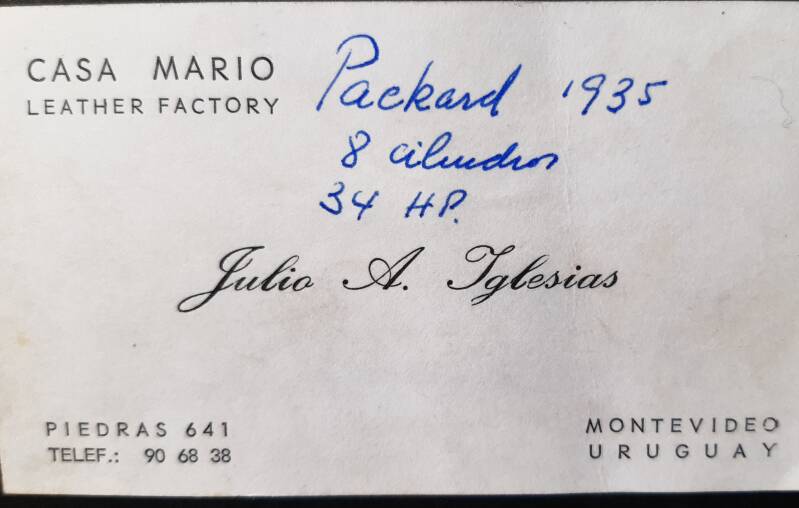 CASA MARIO
LEATHER FACTORY
Packard 1935
8 cilindros
34 HP.
Julio A. Iglesias
PIEDRAS 641
TELEF.: 90 68 38
MONTEVIDEO
URUGUAY